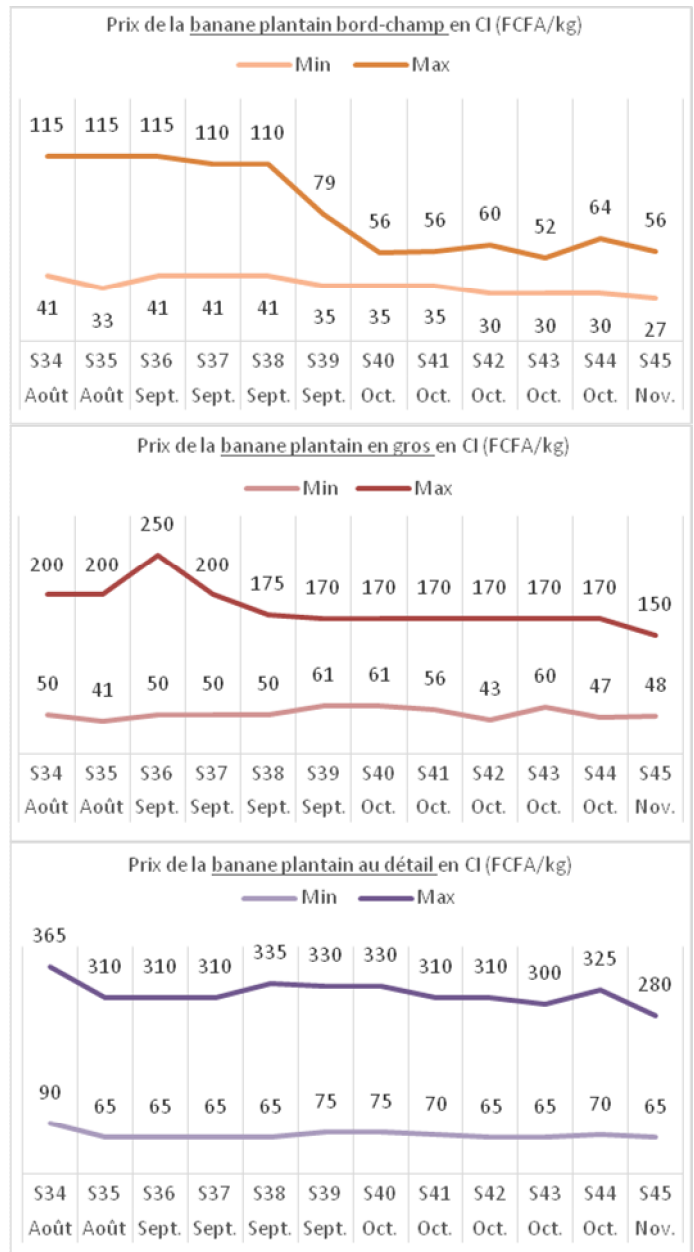 Prix de la banane plantain bord-champ en CI (FCFA/kg)
Min Max
115 115 115 110 110 79 56 56 60 52 64 56
41 33 41 41 41 35 35 35 30 30 30 27
S34 S35 S36 S37 S38 S39 S40 S41 S42 S43 S44 S45
Août Août Sept. Sept. Sept. Sept. Oct. Oct. Oct. Oct. Oct. Nov.
Prix de la banane plantain en gros en CI (FCFA/kg)
Min Max
200 200 250 200 175 170 170 170 170 170 170 150
50 41 50 50 50 61 61 56 43 60 47 48
S34 S35 S36 S37 S38 S39 S40 S41 S42 S43 S44 S45
Août Août Sept. Sept. Sept. Sept. Oct. Oct. Oct. Oct. Oct. Nov.
Prix de la banane plantain au détail en CI (FCFA/kg)
Min Max
365 310 310 310 335 330 330 310 310 300 325 280
90 65 65 65 65 75 75 70 65 65 70 65
S34 S35 S36 S37 S38 S39 S40 S41 S42 S43 S44 S45
Août Août Sept. Sept. Sept. Sept. Oct. Oct. Oct. Oct. Oct. Nov.